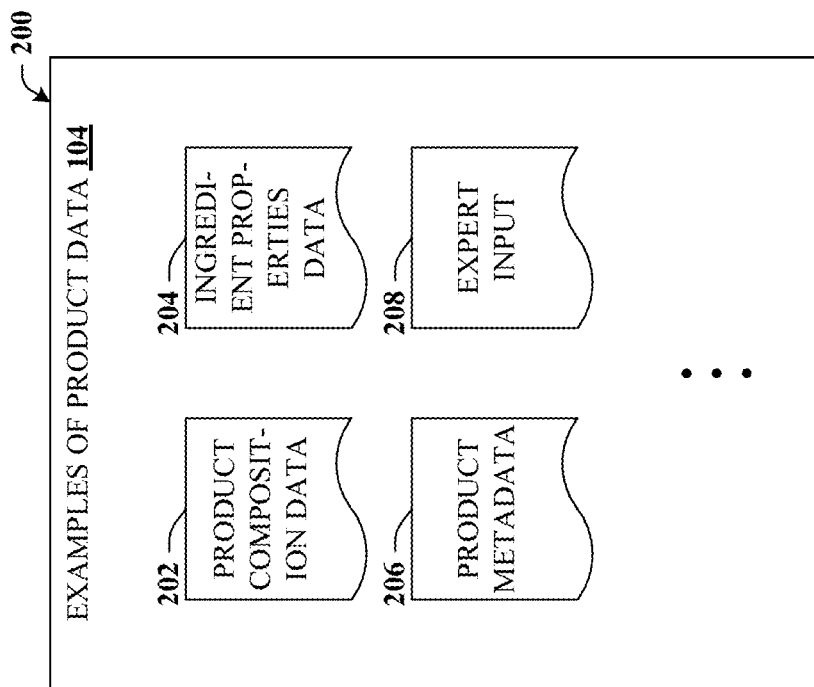 200
EXAMPLES OF PRODUCT DATA 104
202
PRODUCT
COMPOSIT-
ION DATA
204
INGREDI-
ENT PROP-
ERTIES
DATA
206
PRODUCT
METADATA
208
EXPERT
INPUT